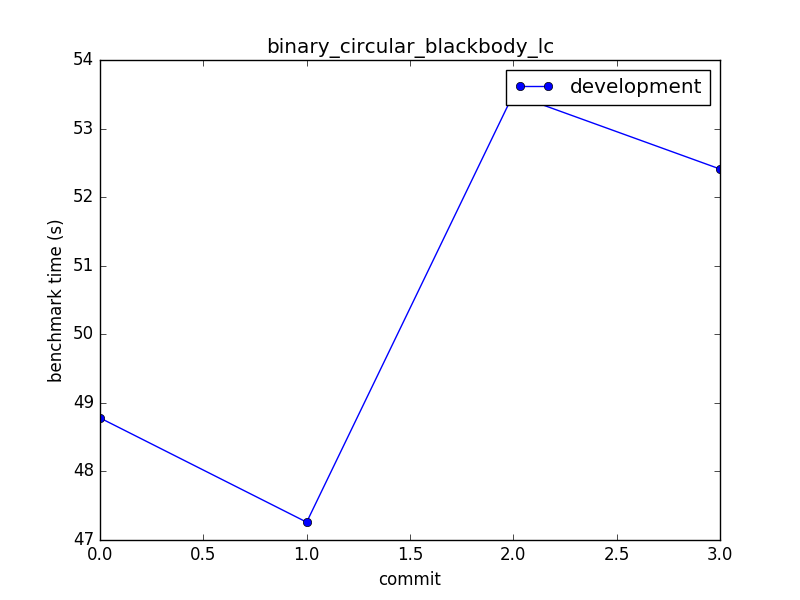 binary_circular_blackbody_lc
development
54
53
52
51
50
49
48
47
benchmark time (s)
0.0 0.5 1.0 1.5 2.0 2.5 3.0
commit